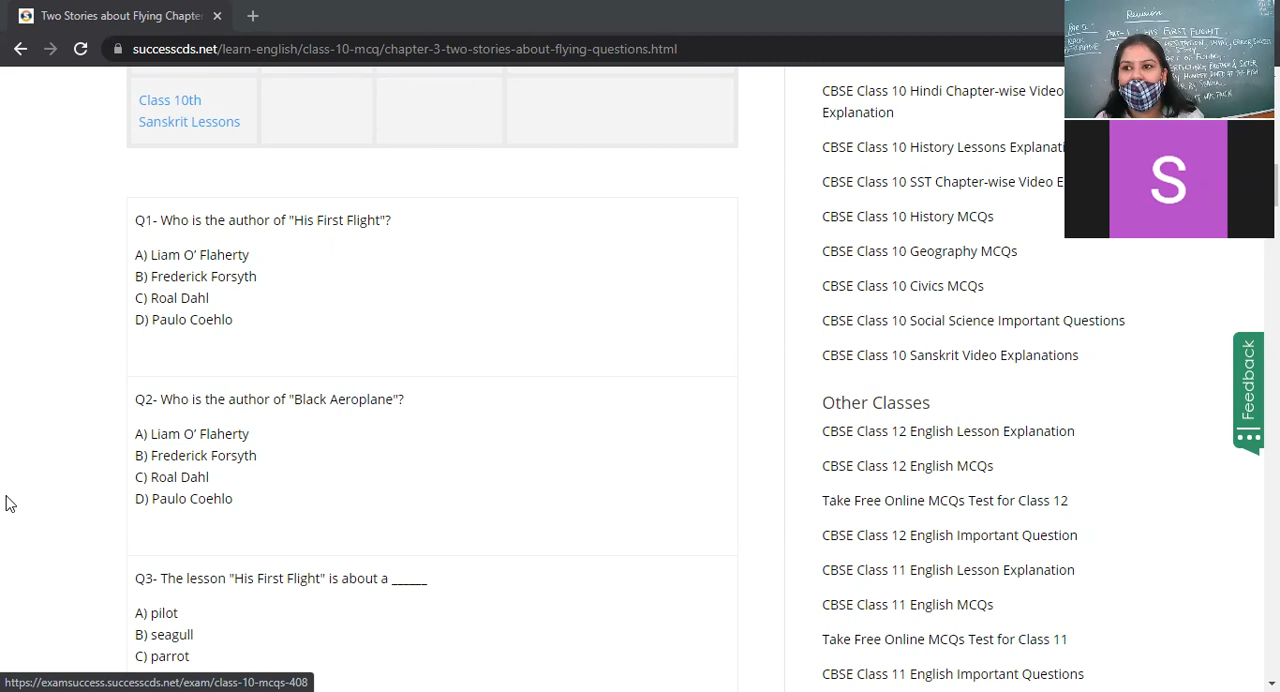 Two Stories about Flying Chapter
successcds.net/learn-english/class-10-mcq/chapter-3-two-stories-about-flying-questions.html
Class 10th
Sanskrit Lessons
Q1- Who is the author of "His First Flight"?
A) Liam O’ Flaherty
B) Frederick Forsyth
C) Roal Dahl
D) Paulo Coehlo
Q2- Who is the author of "Black Aeroplane"?
A) Liam O’ Flaherty
B) Frederick Forsyth
C) Roal Dahl
D) Paulo Coehlo
Q3- The lesson "His First Flight" is about a ______
A) pilot
B) seagull
C) parrot
https://examsuccess.successcds.net/exam/class-10-mcqs-408
CBSE Class 10 Hindi Chapter-wise Video
Explanation
CBSE Class 10 History Lessons Explanati
CBSE Class 10 SST Chapter-wise Video E
CBSE Class 10 History MCQs
CBSE Class 10 Geography MCQs
CBSE Class 10 Civics MCQs
CBSE Class 10 Social Science Important Questions
CBSE Class 10 Sanskrit Video Explanations
Other Classes
CBSE Class 12 English Lesson Explanation
CBSE Class 12 English MCQs
Take Free Online MCQs Test for Class 12
CBSE Class 12 English Important Question
CBSE Class 11 English Lesson Explanation
CBSE Class 11 English MCQs
Take Free Online MCQs Test for Class 11
CBSE Class 11 English Important Questions
Revision
HIS FIRST FLIGHT
S
Feedback